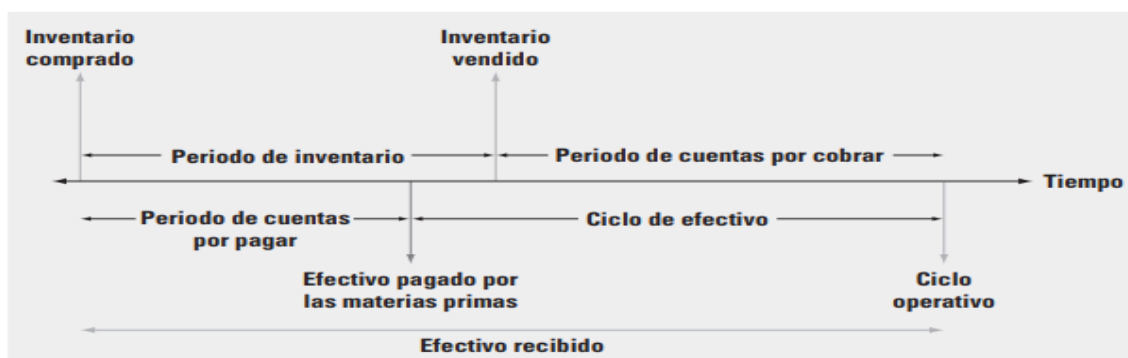 Inventario
comprado
Inventario
vendido
Periodo de inventario
Periodo de cuentas por cobrar
Tiempo
Periodo de cuentas
por pagar
Ciclo de efectivo
Efectivo pagado por
las materias primas
Ciclo
operativo
Efectivo recibido